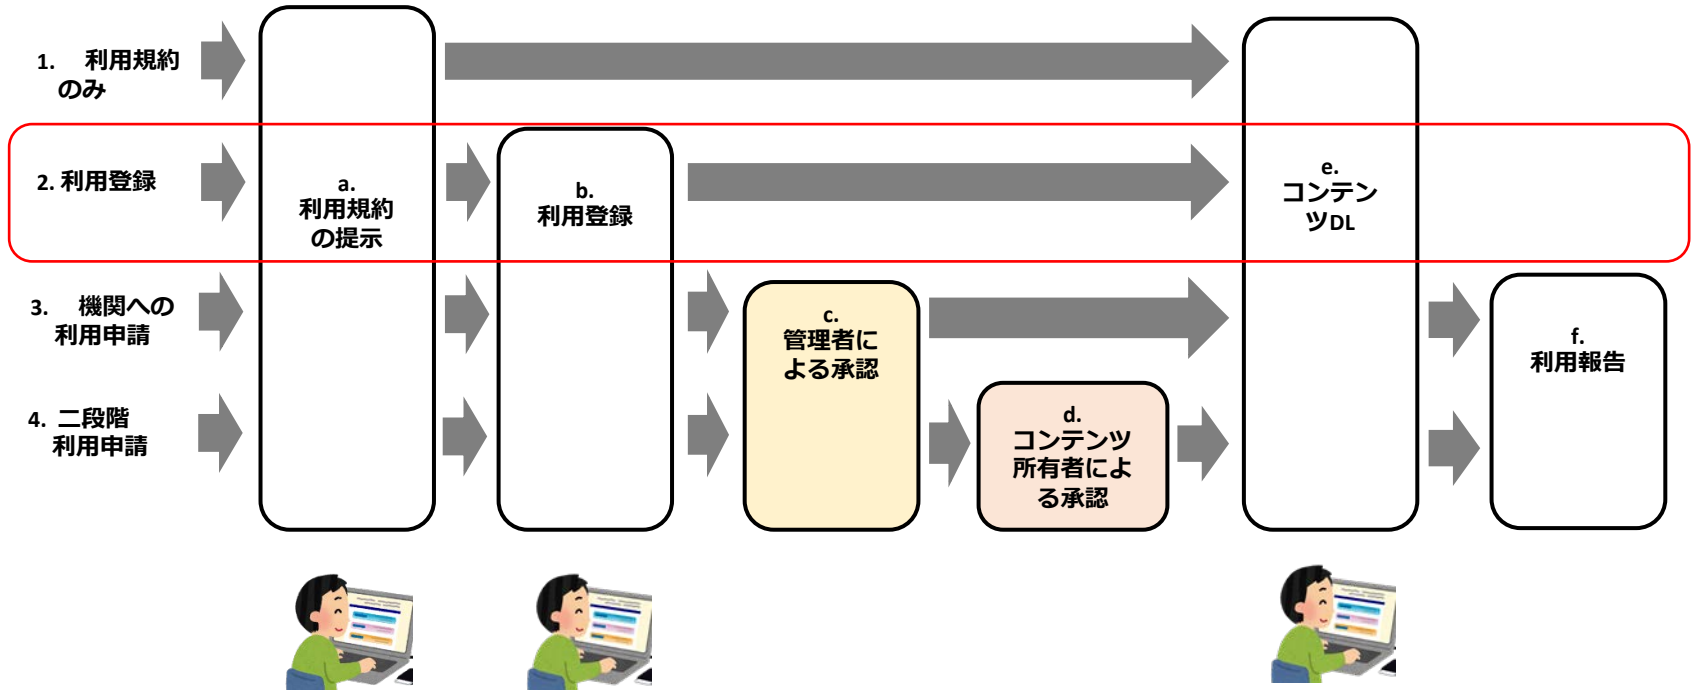 1. 利用規約
のみ
2. 利用登録
3. 機関への
利用申請
4. 二段階
利用申請
a.
利用規約
の提示
b.
利用登録
c.
管理者に
よる承認
d.
コンテンツ
所有者によ
る承認
e.
コンテン
ツDL
f.
利用報告